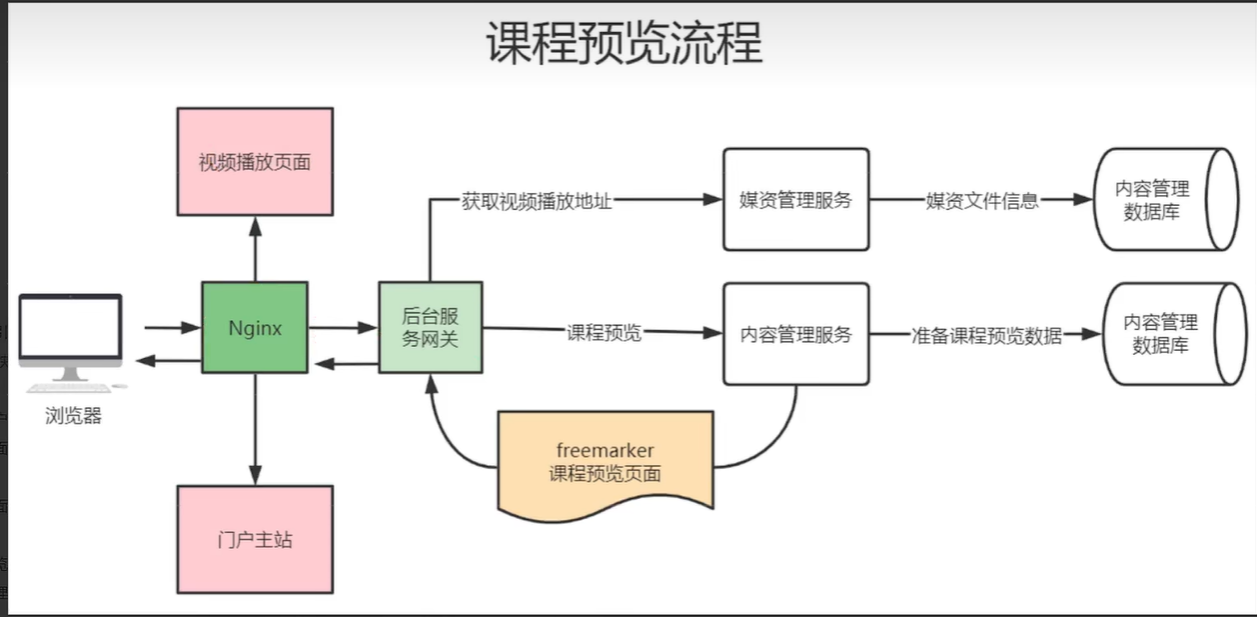 课程预览流程
视频播放页面
获取视频播放地址
媒资管理服务
媒资文件信息
内容管理
数据库
Nginx
后台服
务网关
课程预览
内容管理服务
准备课程预览数据
内容管理
数据库
浏览器
freemarker
课程预览页面
门户主站